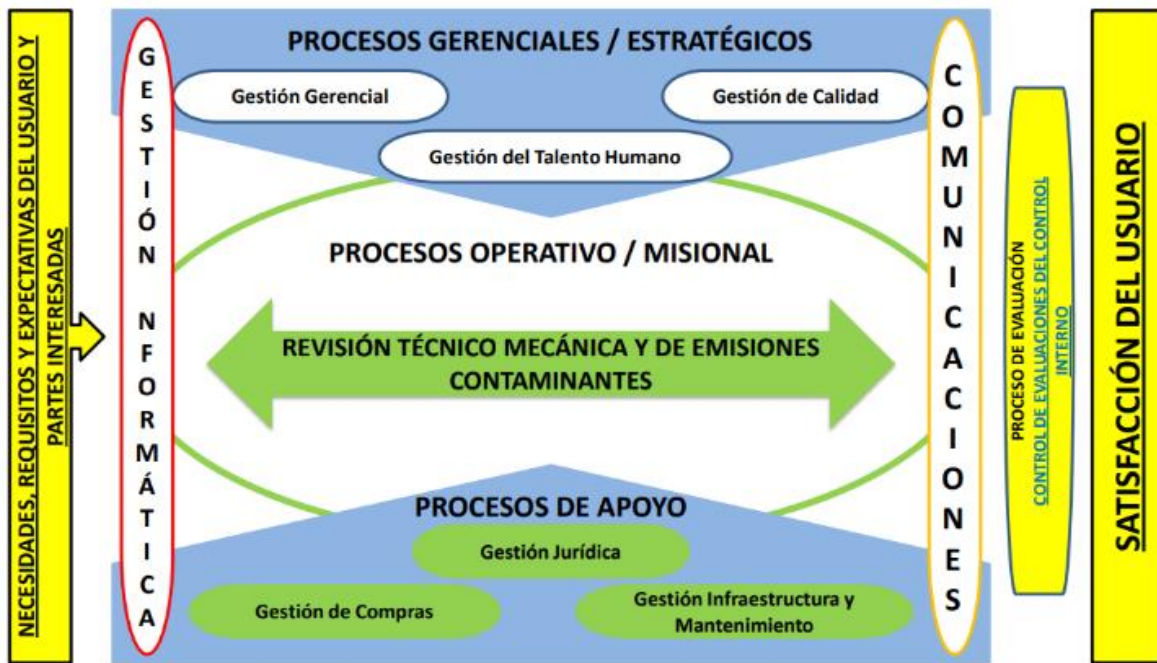 NECESIDADES, REQUISITOS Y EXPECTATIVAS DEL USUARIO Y
PARTES INTERESADAS
GESTIÓN NFORMÁTICA
PROCESOS GERENCIALES / ESTRATÉGICOS
Gestión Gerencial
Gestión de Calidad
Gestión del Talento Humano
PROCESOS OPERATIVO / MISIONAL
REVISIÓN TÉCNICO MECÁNICA Y DE EMISIONES
CONTAMINANTES
PROCESOS DE APOYO
Gestión Jurídica
Gestión de Compras
Gestión Infraestructura y
Mantenimiento
COMUNICACIONES
PROCESO DE EVALUACIÓN
CONTROL DE EVALUACIONES DEL CONTROL
INTERNO
SATISFACCIÓN DEL USUARIO